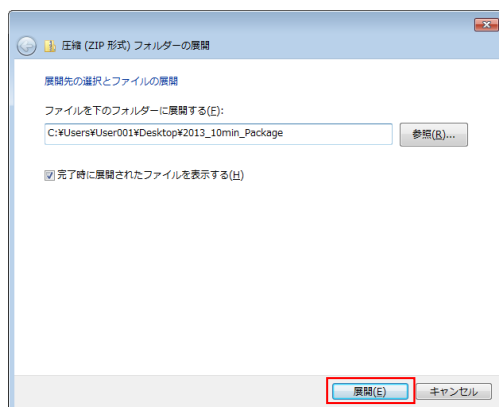 圧縮 (ZIP 形式) フォルダーの展開
展開先の選択とファイルの展開
ファイルを下のフォルダーに展開する(F):
C:¥Users¥User001¥Desktop¥2013_10min_Package
参照(R)...
完了時に展開されたファイルを表示する(H)
展開(E)
キャンセル